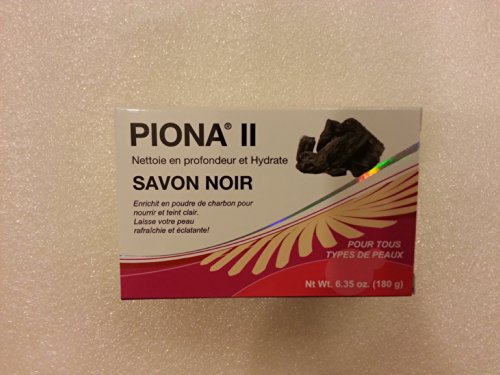 PIONA® II
Nettoie en profondeur et Hydrate
SAVON NOIR
Enrichit en poudre de charbon pour
nourrir et teint clair.
Laisse votre peau
rafraîchie et éclatante!
POUR TOUS
TYPES DE PEAUX
Nt Wt. 6.35 oz. (180 g)